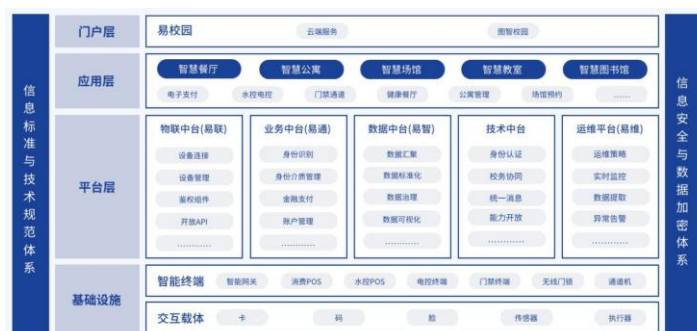 信息标准与技术规范体系
门户层
易校园
云端服务
图智校园
应用层
智慧餐厅 智慧公寓 智慧场馆 智慧教室 智慧图书馆
电子支付 水控电控 门禁通道 健康餐厅 公寓管理 场馆预约 ......
平台层
物联中台(易联)
设备连接
设备管理
鉴权组件
开放API
............
业务中台(易通)
身份识别
身份介质管理
金融支付
账户管理
............
数据中台(易智)
数据汇聚
数据标准化
数据治理
数据可视化
............
技术中台
身份认证
校务协同
统一消息
能力开放
............
运维平台(易维)
运维策略
实时监控
数据提取
异常告警
............
基础设施
智能终端 智能网关 消费POS 水控POS 电控终端 门禁终端 无线门锁 通道机
交互载体 卡 码 脸 传感器 执行器
信息安全与数据加密体系